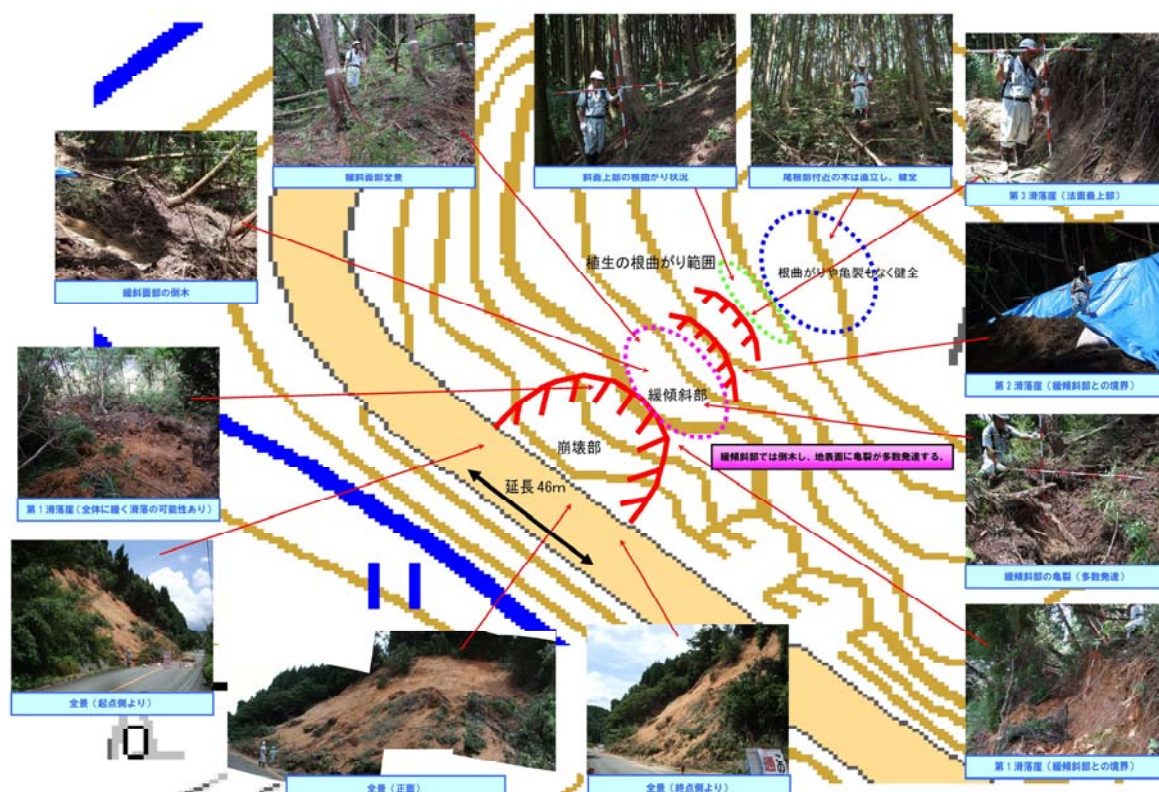 緩斜面部全景
斜面上部の根曲がり状況
尾根部付近の木は直立し、健全
第3滑落崖（法面最上部）
緩斜面部の倒木
植生の根曲がり範囲
根曲がりや亀裂もなく健全
第2滑落崖（緩傾斜部との境界）
緩傾斜部
崩壊部
緩傾斜部では倒木し、地表面に亀裂が多数発達する。
延長46m
第1滑落崖（全体に緩く滑落の可能性あり）
緩傾斜部の亀裂（多数発達）
全景（起点側より）
全景（正面）
全景（終点側より）
第1滑落崖（緩傾斜部との境界）
この